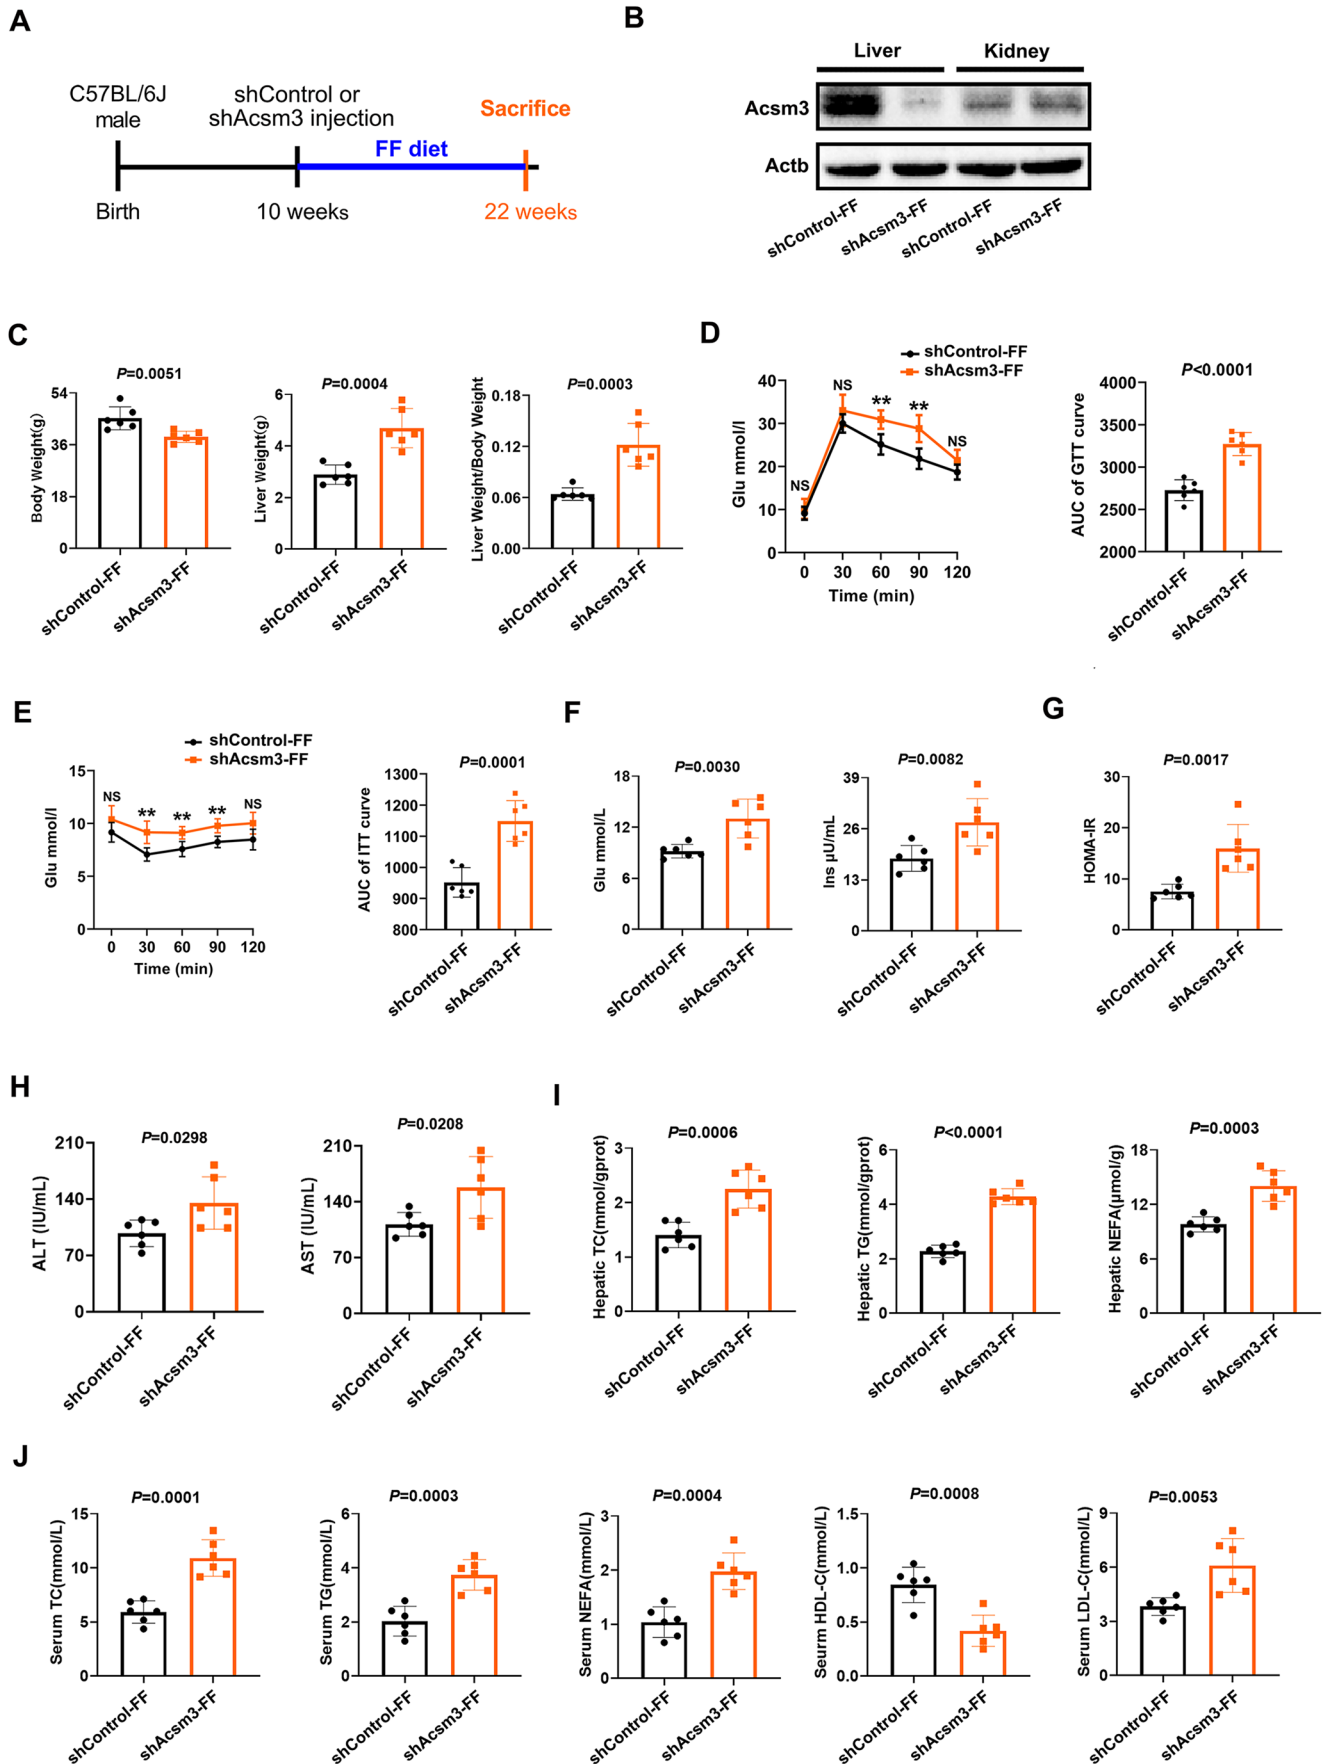 A
C57BL/6J
male
shControl or
shAcsm3 injection
Sacrifice
FF diet
Birth
10 weeks
22 weeks
B
Liver
Kidney
Acsm3
Actb
shControl-FF
shAcsm3-FF
shControl-FF
shAcsm3-FF
C
P=0.0051
Body Weight(g)
54
36
18
0
shControl-FF
shAcsm3-FF
P=0.0004
Liver Weight(g)
6
4
2
0
shControl-FF
shAcsm3-FF
P=0.0003
Liver Weight/Body Weight
0.18
0.12
0.06
0.00
shControl-FF
shAcsm3-FF
D
shControl-FF
shAcsm3-FF
Glu mmol/l
40
30
20
10
0
NS
NS
**
**
NS
0
30
60
90
120
Time (min)
P<0.0001
AUC of GTT curve
4000
3500
3000
2500
2000
shControl-FF
shAcsm3-FF
E
shControl-FF
shAcsm3-FF
Glu mmol/l
15
10
5
0
NS
**
**
**
NS
0
30
60
90
120
Time (min)
P=0.0001
AUC of ITT curve
1300
1200
1100
1000
900
800
shControl-FF
shAcsm3-FF
F
P=0.0030
Glu mmol/L
18
12
6
0
shControl-FF
shAcsm3-FF
P=0.0082
Ins μU/mL
39
26
13
0
shControl-FF
shAcsm3-FF
G
P=0.0017
HOMA-IR
30
20
10
0
shControl-FF
shAcsm3-FF
H
P=0.0298
ALT (IU/mL)
210
140
70
0
shControl-FF
shAcsm3-FF
P=0.0208
AST (IU/mL)
210
140
70
0
shControl-FF
shAcsm3-FF
I
P=0.0006
Hepatic TC(mmol/gprot)
3
2
1
0
shControl-FF
shAcsm3-FF
P<0.0001
Hepatic TG(mmol/gprot)
6
4
2
0
shControl-FF
shAcsm3-FF
P=0.0003
Hepatic NEFA(μmol/g)
18
12
6
0
shControl-FF
shAcsm3-FF
J
P=0.0001
Serum TC(mmol/L)
15
10
5
0
shControl-FF
shAcsm3-FF
P=0.0003
Serum TG(mmol/L)
6
4
2
0
shControl-FF
shAcsm3-FF
P=0.0004
Serum NEFA(mmol/L)
3
2
1
0
shControl-FF
shAcsm3-FF
P=0.0008
Seurm HDL-C(mmol/L)
1.5
1.0
0.5
0.0
shControl-FF
shAcsm3-FF
P=0.0053
Serum LDL-C(mmol/L)
9
6
3
0
shControl-FF
shAcsm3-FF